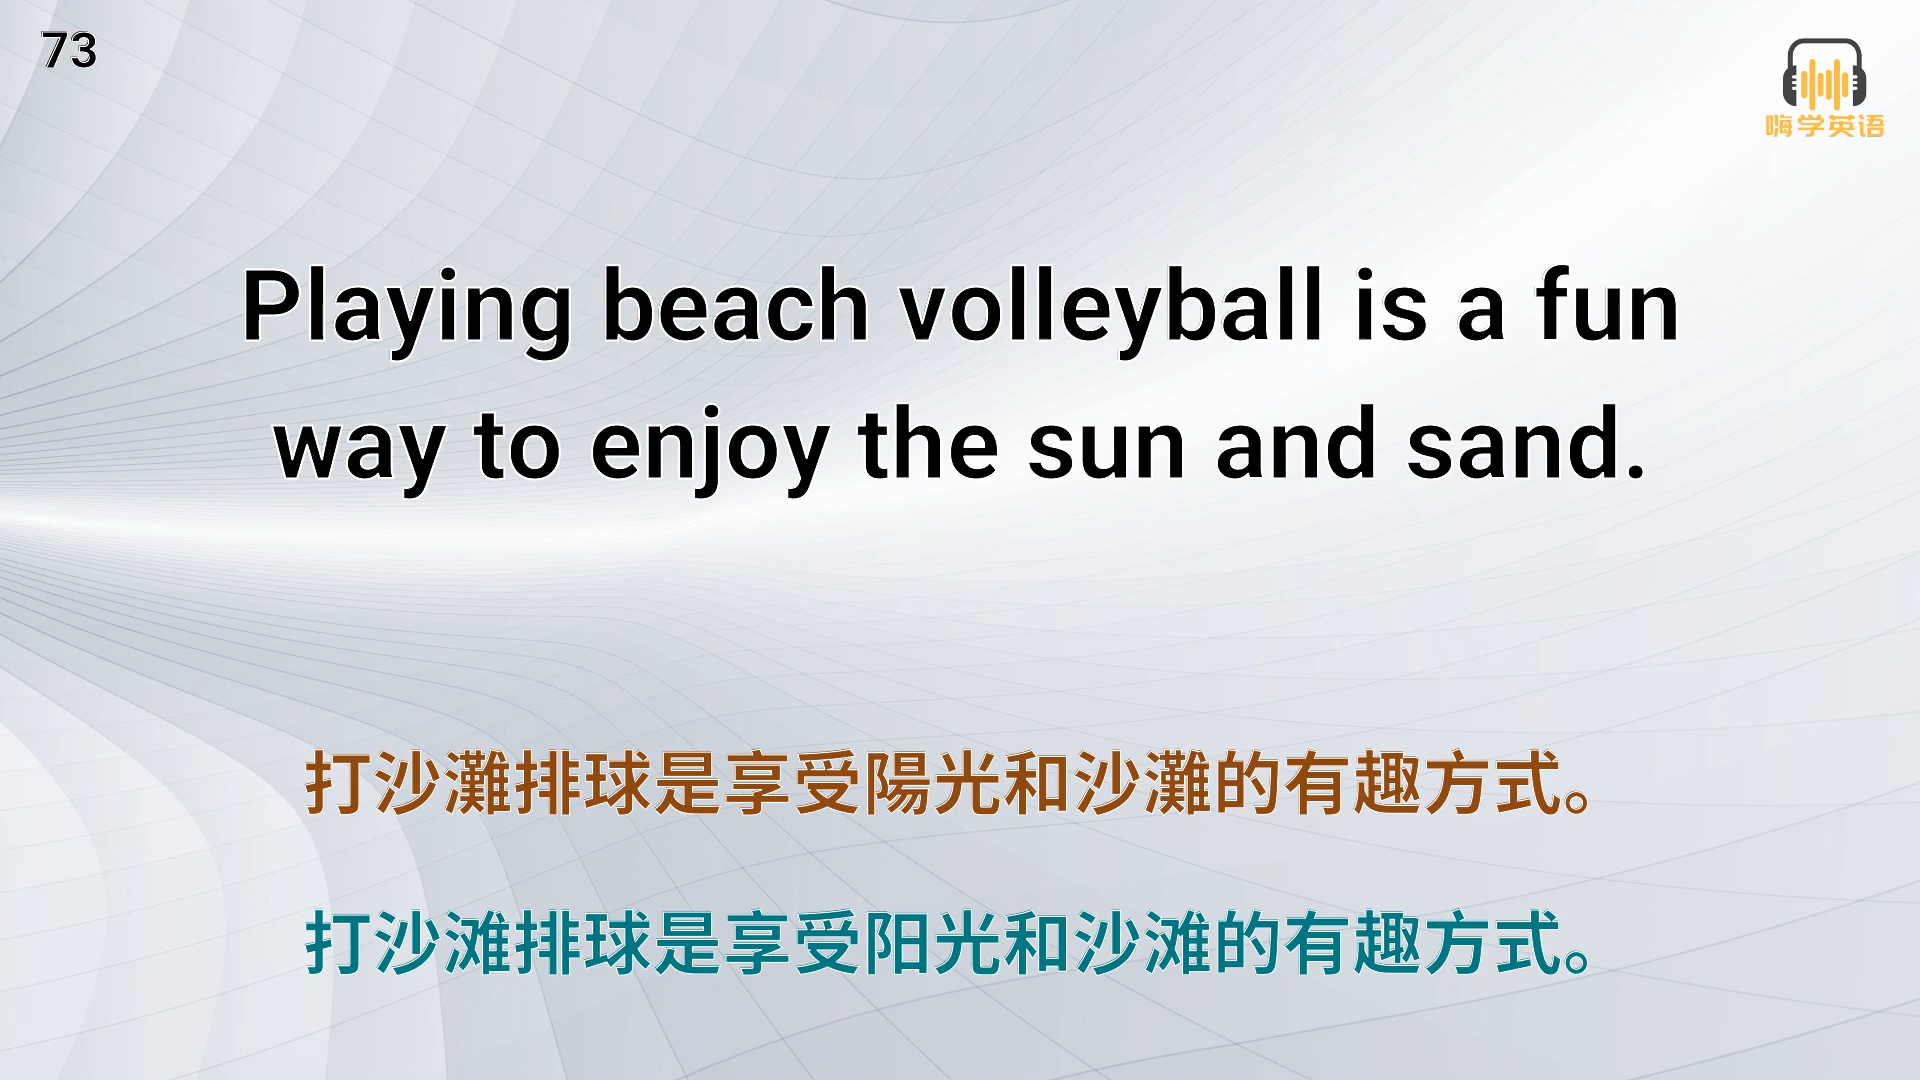 73
嗨学英语
Playing beach volleyball is a fun
way to enjoy the sun and sand.
打沙灘排球是享受陽光和沙灘的有趣方式。
打沙滩排球是享受阳光和沙滩的有趣方式。